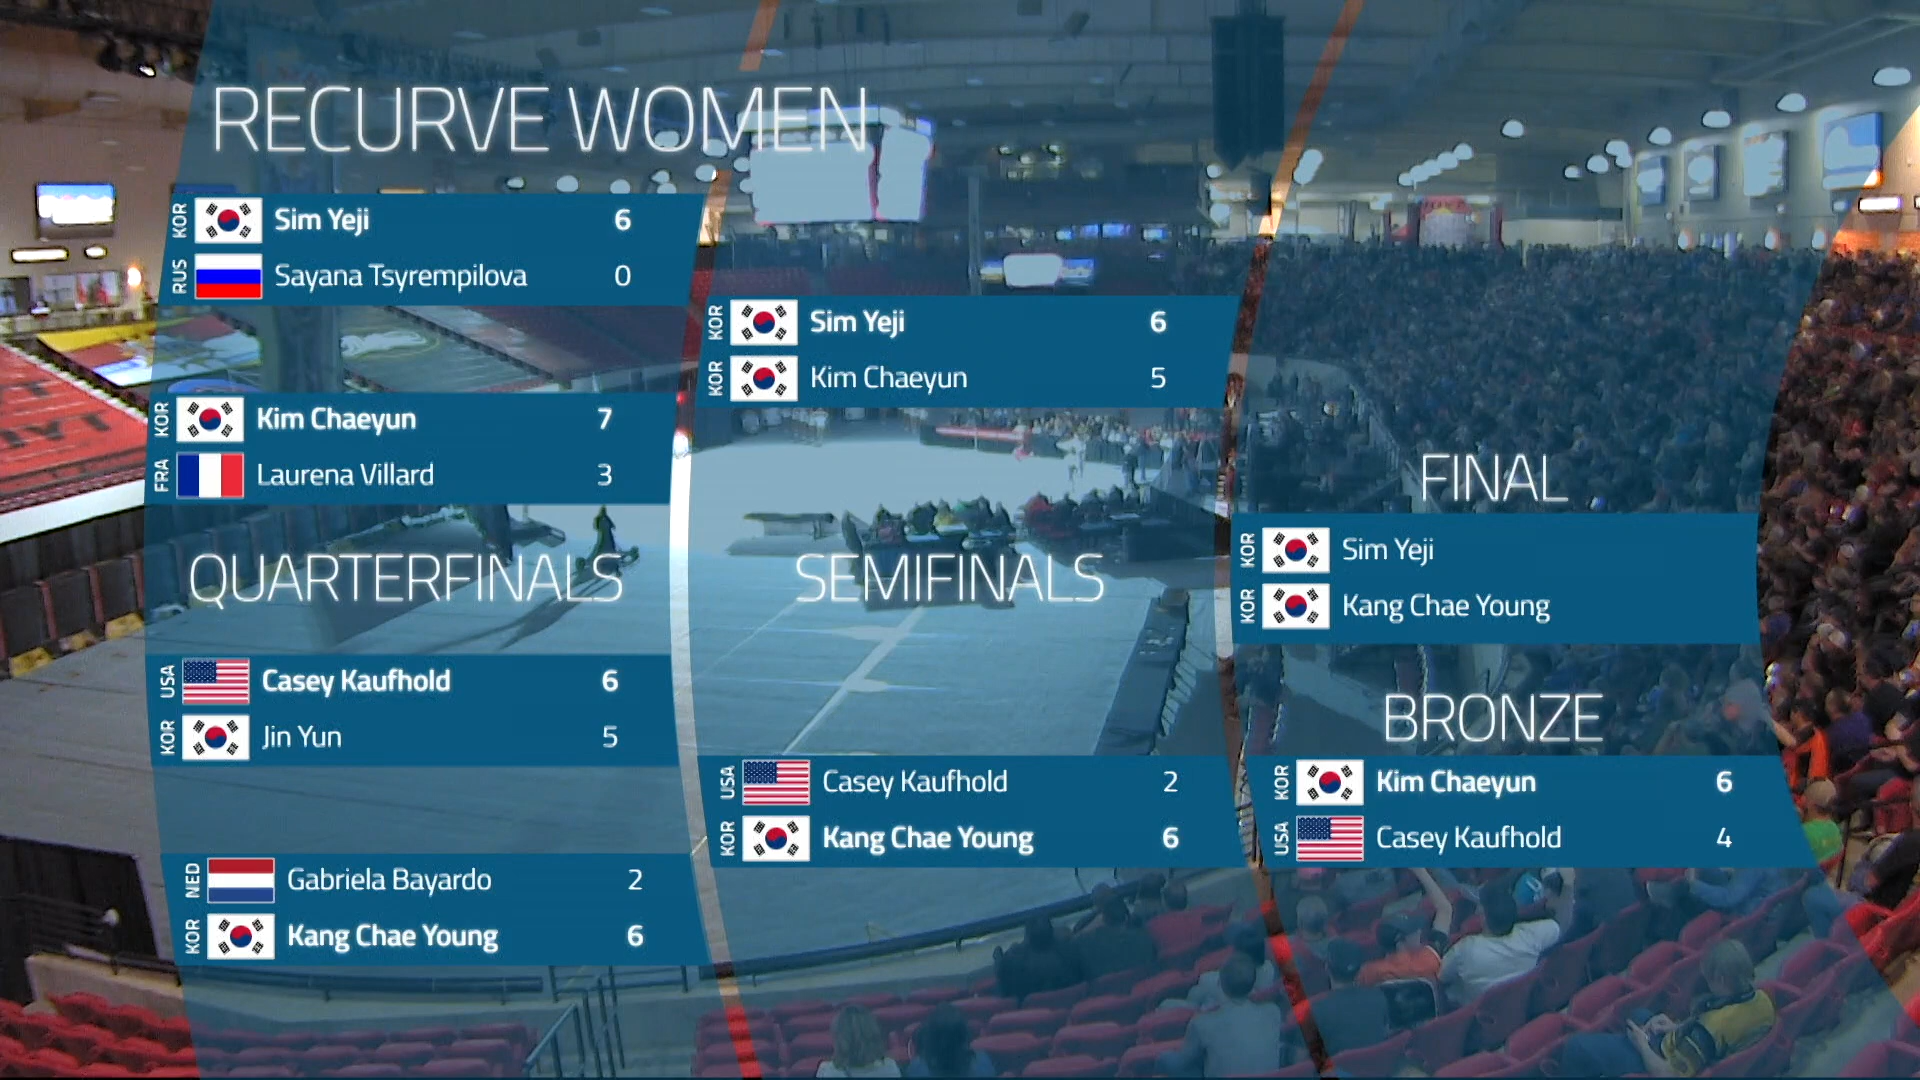 RECURVE WOMEN
KOR Sim Yeji 6
RUS Sayana Tsyrempilova 0
KOR Kim Chaeyun 7
FRA Laurena Villard 3
QUARTERFINALS
USA Casey Kaufhold 6
KOR Jin Yun 5
NED Gabriela Bayardo 2
KOR Kang Chae Young 6
KOR Sim Yeji 6
KOR Kim Chaeyun 5
SEMIFINALS
USA Casey Kaufhold 2
KOR Kang Chae Young 6
FINAL
KOR Sim Yeji
KOR Kang Chae Young
BRONZE
KOR Kim Chaeyun 6
USA Casey Kaufhold 4